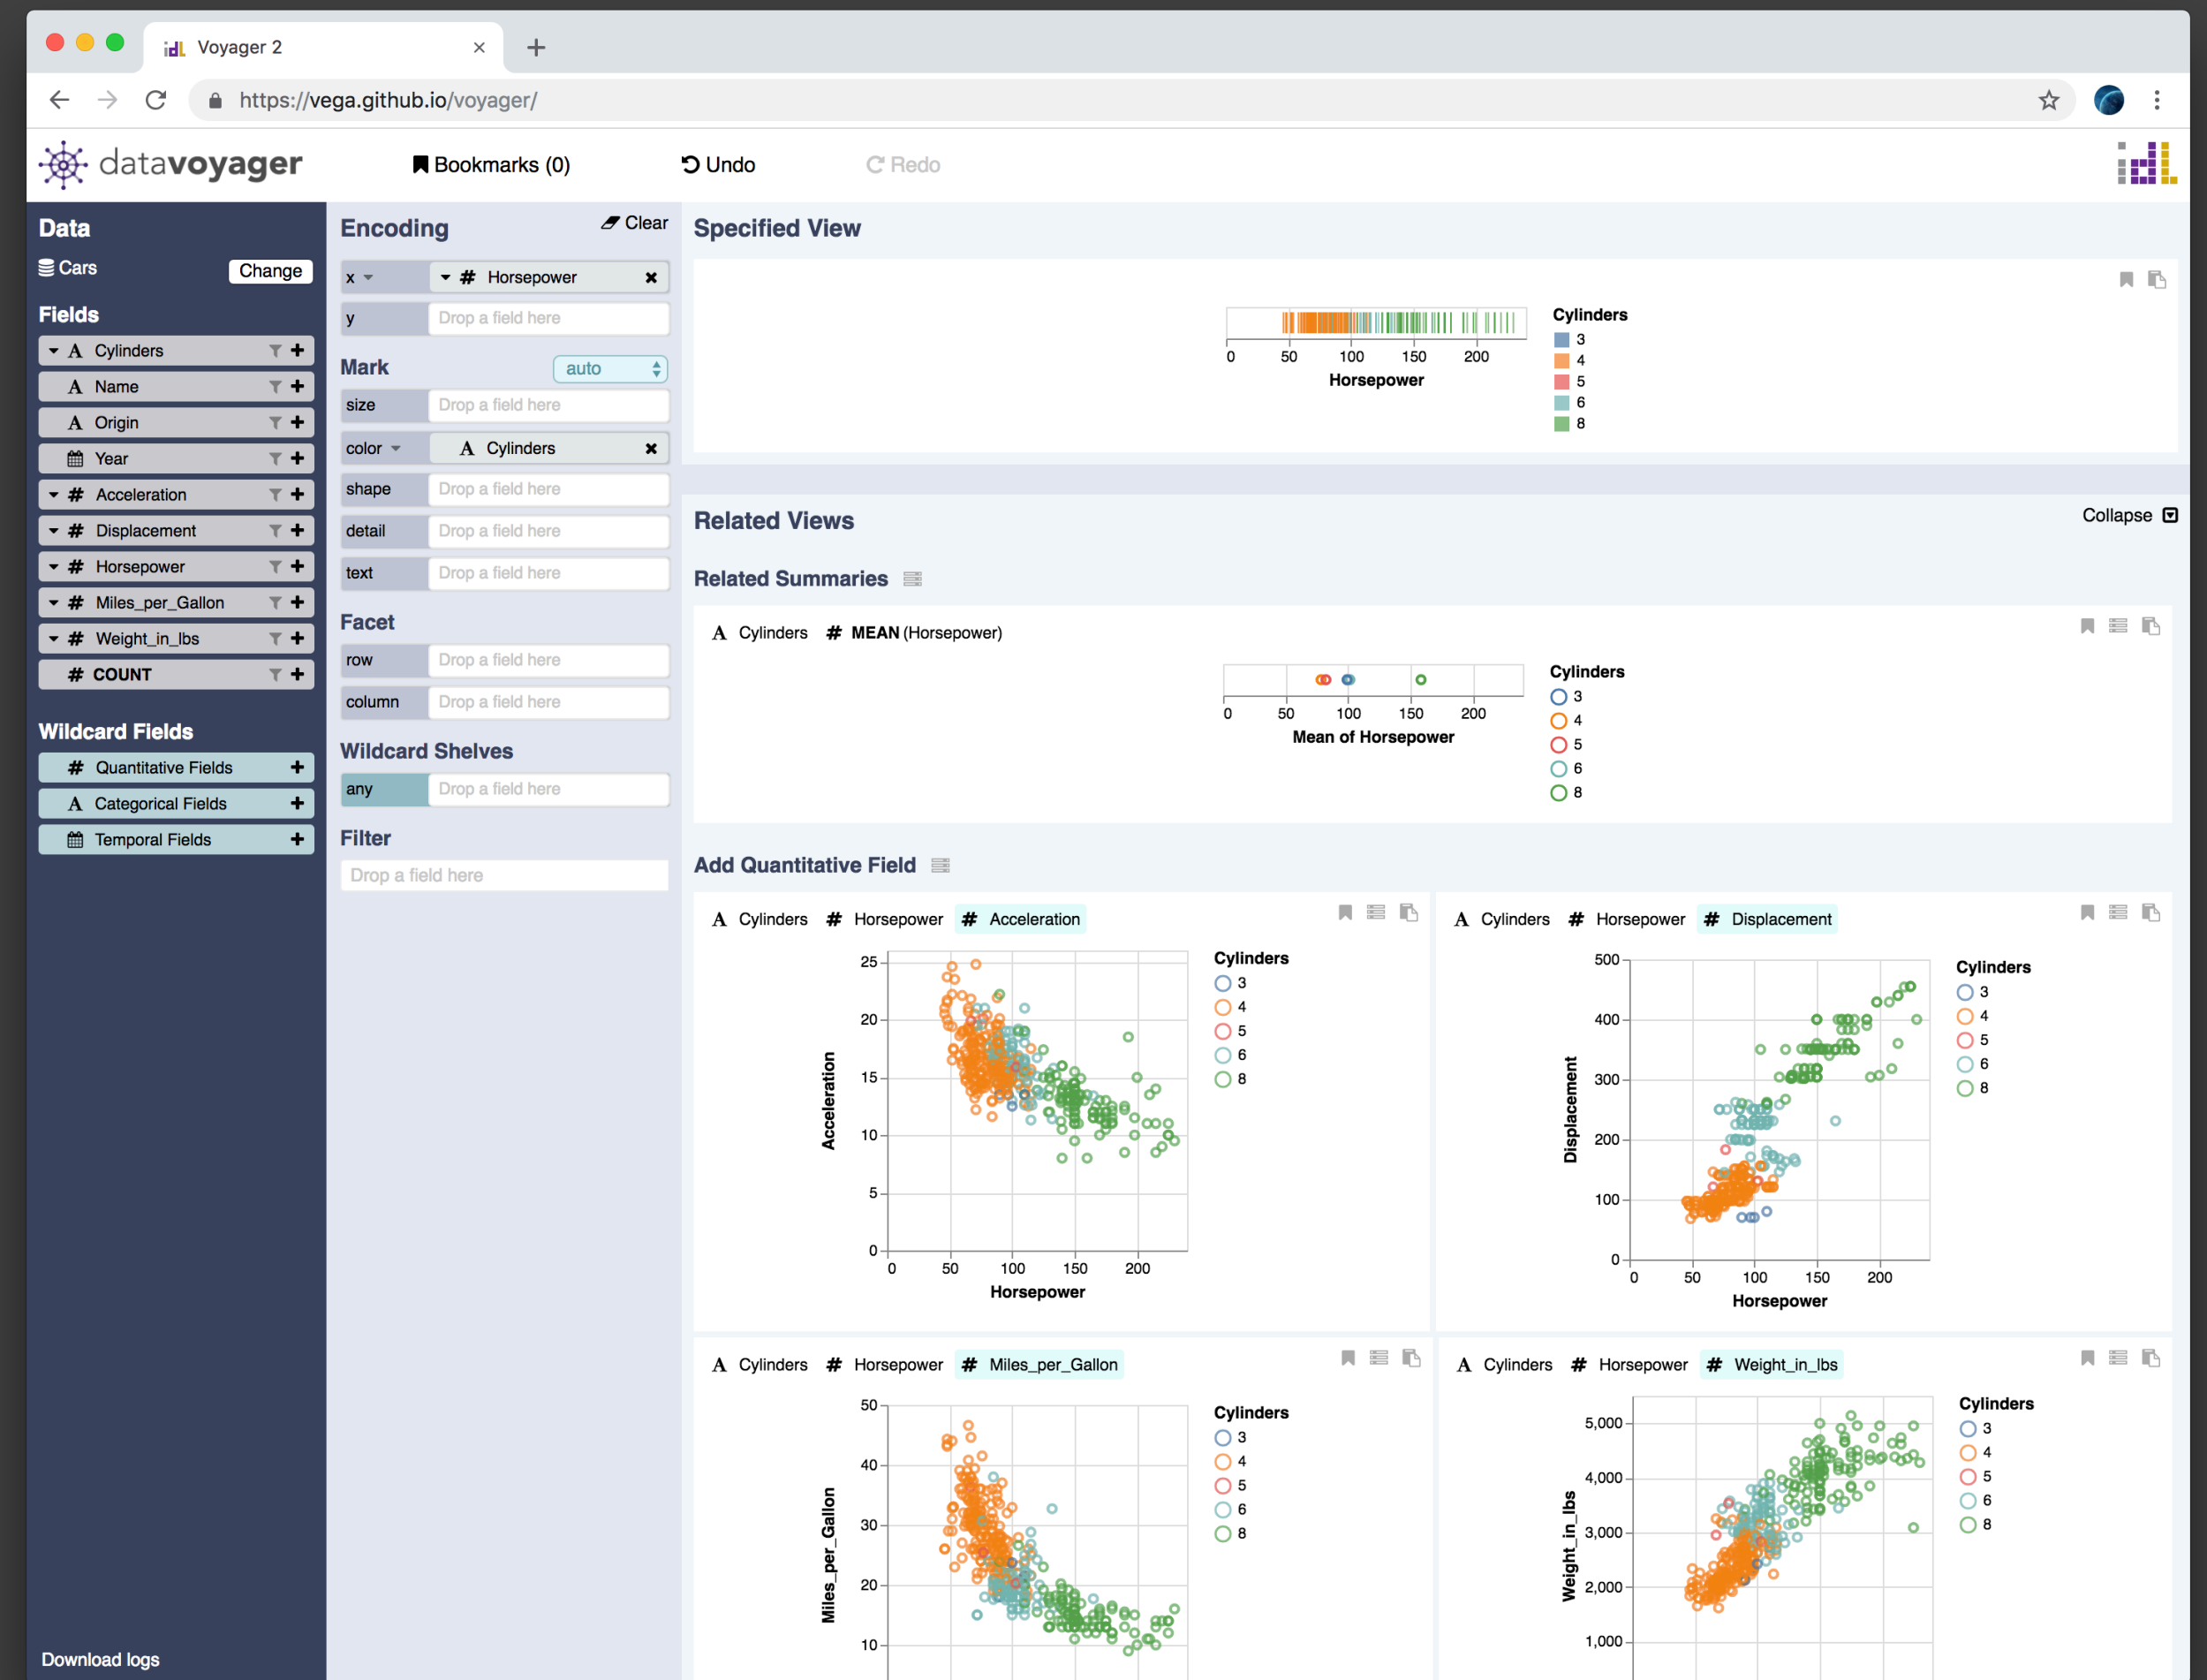 Voyager 2
https://vega.github.io/voyager/
datavoyager
Bookmarks (0)
Undo
Redo
idL
Data
Cars
Change
Fields
A Cylinders
A Name
A Origin
Year
# Acceleration
# Displacement
# Horsepower
# Miles_per_Gallon
# Weight_in_lbs
# COUNT
Wildcard Fields
# Quantitative Fields
A Categorical Fields
Temporal Fields
Download logs
Encoding
Clear
x # Horsepower
y Drop a field here
Mark auto
size Drop a field here
color A Cylinders
shape Drop a field here
detail Drop a field here
text Drop a field here
Facet
row Drop a field here
column Drop a field here
Wildcard Shelves
any Drop a field here
Filter
Drop a field here
Specified View
0 50 100 150 200
Horsepower
Cylinders
3
4
5
6
8
Related Views
Collapse
Related Summaries
A Cylinders # MEAN (Horsepower)
0 50 100 150 200
Mean of Horsepower
Cylinders
3
4
5
6
8
Add Quantitative Field
A Cylinders # Horsepower # Acceleration
25
20
15
10
5
0
Acceleration
0 50 100 150 200
Horsepower
Cylinders
3
4
5
6
8
A Cylinders # Horsepower # Displacement
500
400
300
200
100
0
Displacement
0 50 100 150 200
Horsepower
Cylinders
3
4
5
6
8
A Cylinders # Horsepower # Miles_per_Gallon
50
40
30
20
10
Miles_per_Gallon
Cylinders
3
4
5
6
8
A Cylinders # Horsepower # Weight_in_lbs
5,000
4,000
3,000
2,000
1,000
Weight_in_lbs
Cylinders
3
4
5
6
8